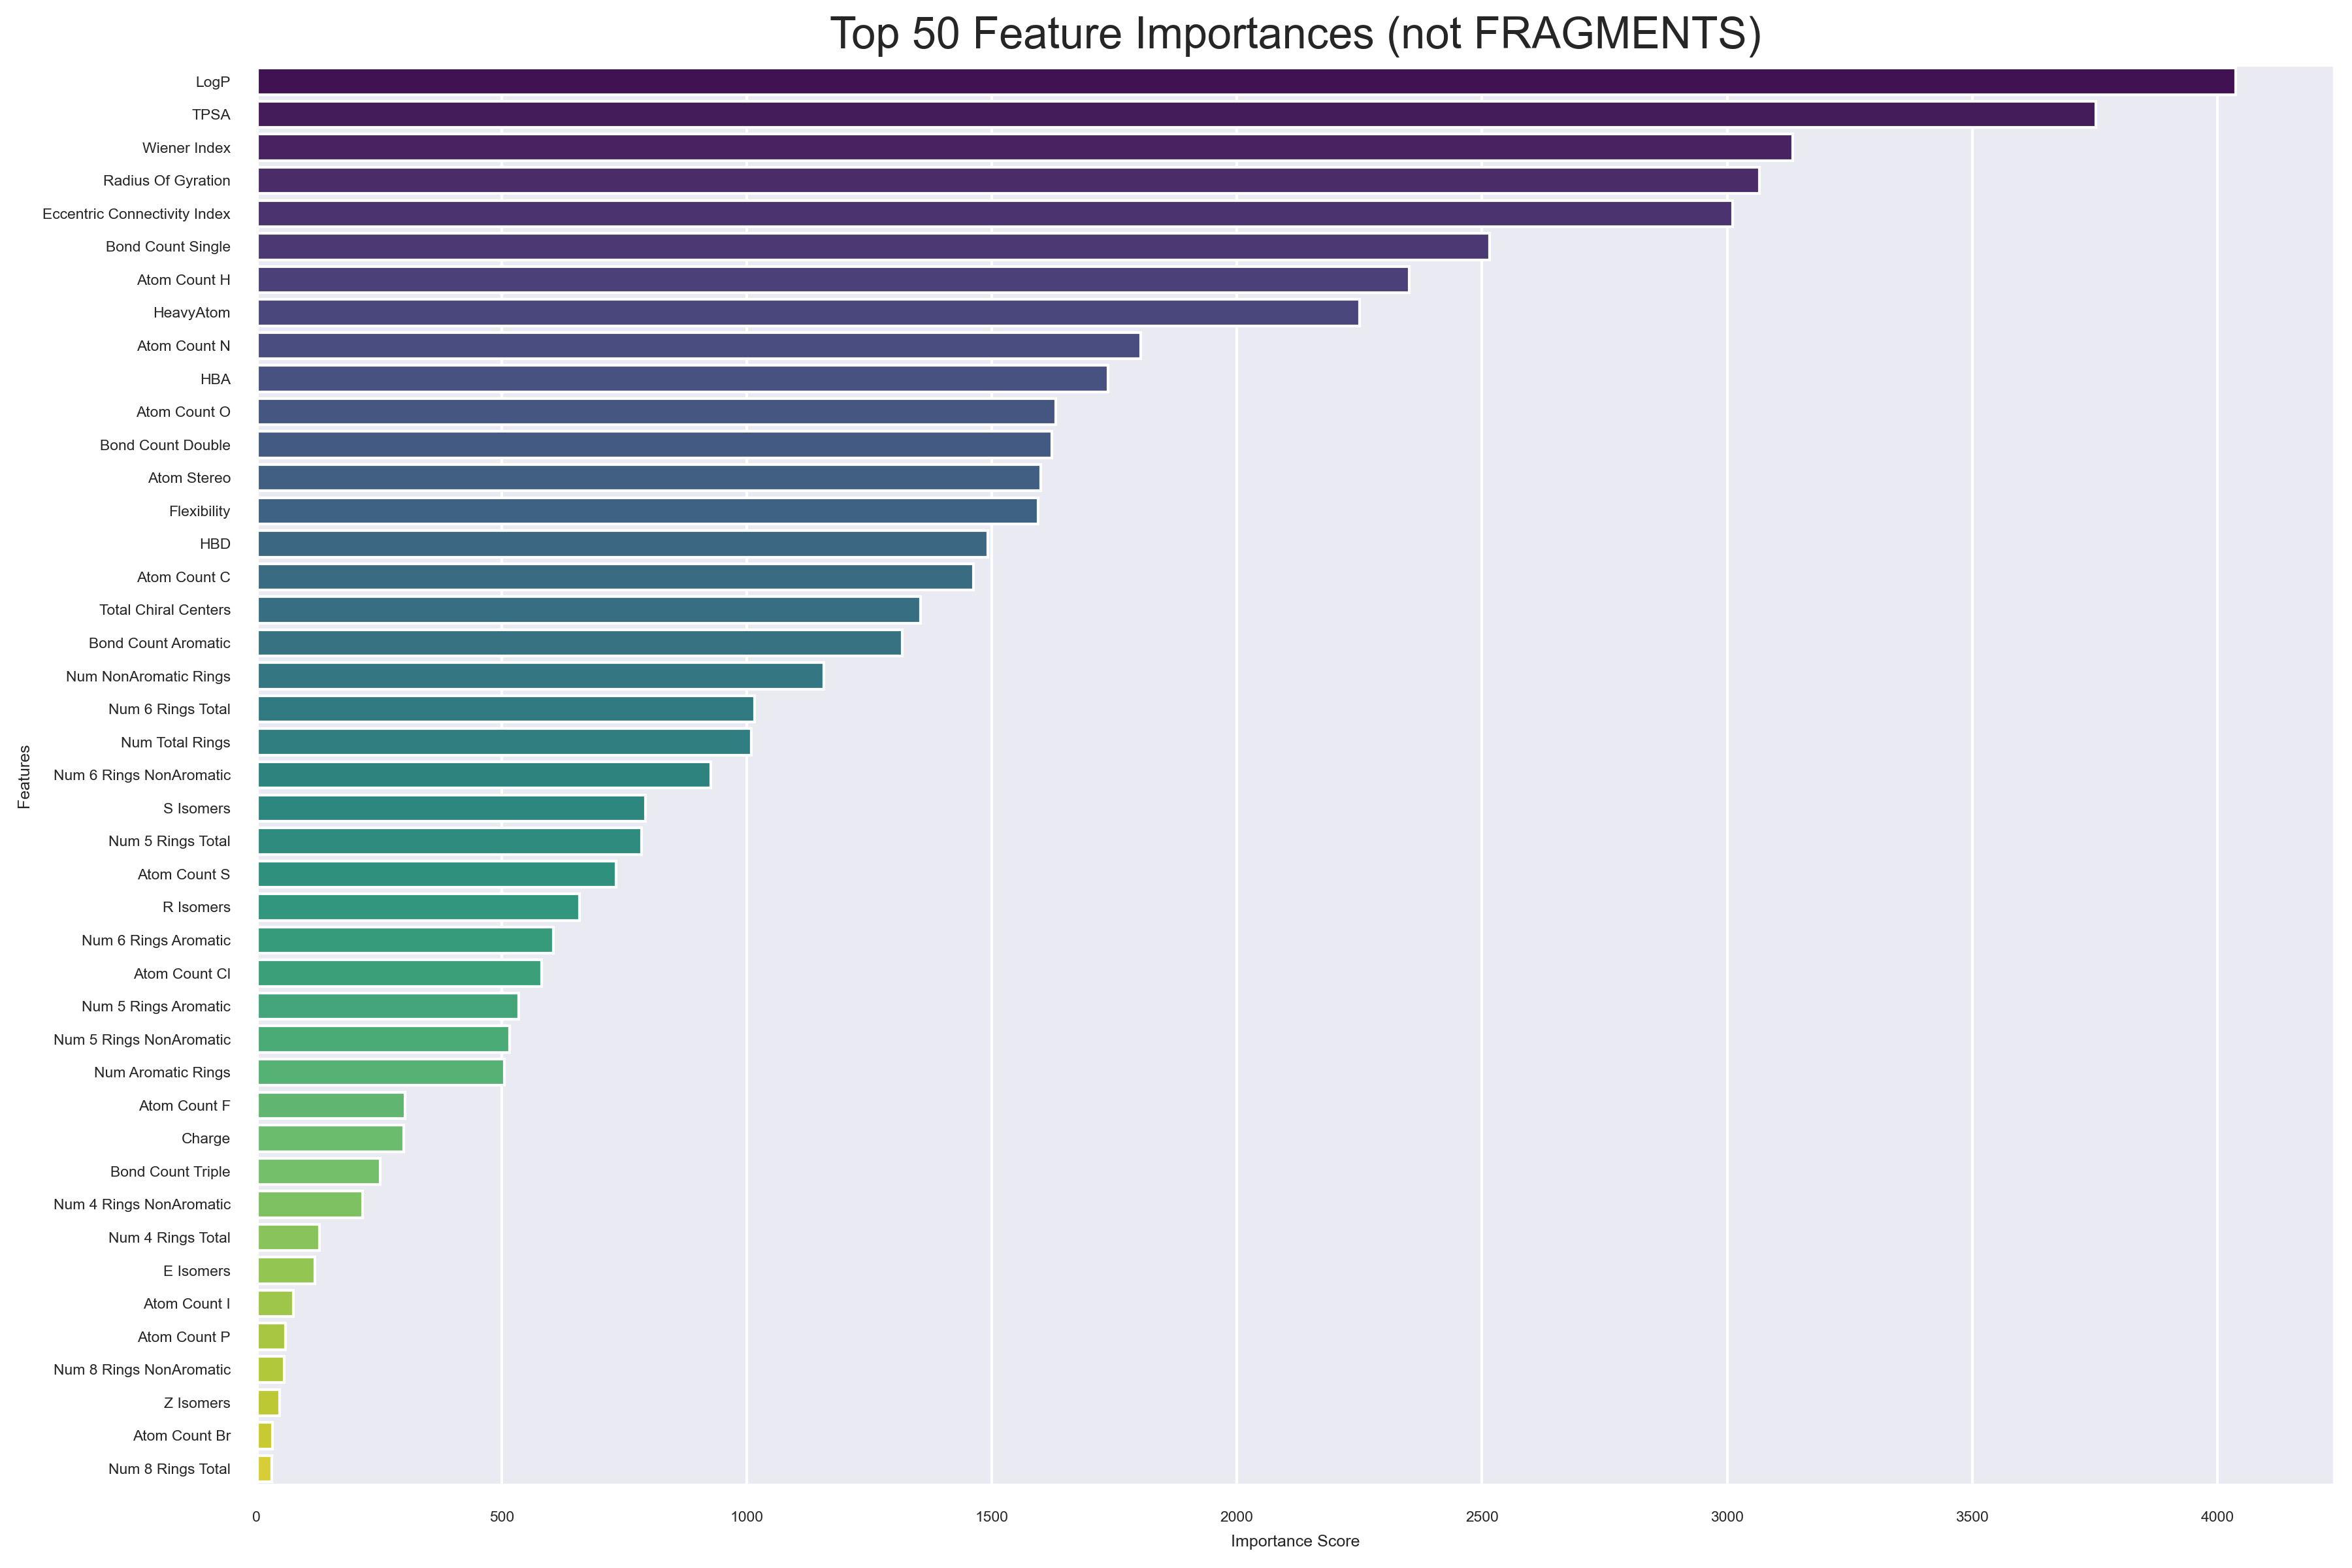 Top 50 Feature Importances (not FRAGMENTS)
LogP
TPSA
Wiener Index
Radius Of Gyration
Eccentric Connectivity Index
Bond Count Single
Atom Count H
HeavyAtom
Atom Count N
HBA
Atom Count O
Bond Count Double
Atom Stereo
Flexibility
HBD
Atom Count C
Total Chiral Centers
Bond Count Aromatic
Num NonAromatic Rings
Num 6 Rings Total
Num Total Rings
Num 6 Rings NonAromatic
S Isomers
Num 5 Rings Total
Atom Count S
R Isomers
Num 6 Rings Aromatic
Atom Count Cl
Num 5 Rings Aromatic
Num 5 Rings NonAromatic
Num Aromatic Rings
Atom Count F
Charge
Bond Count Triple
Num 4 Rings NonAromatic
Num 4 Rings Total
E Isomers
Atom Count I
Atom Count P
Num 8 Rings NonAromatic
Z Isomers
Atom Count Br
Num 8 Rings Total
Features
0 500 1000 1500 2000 2500 3000 3500 4000
Importance Score